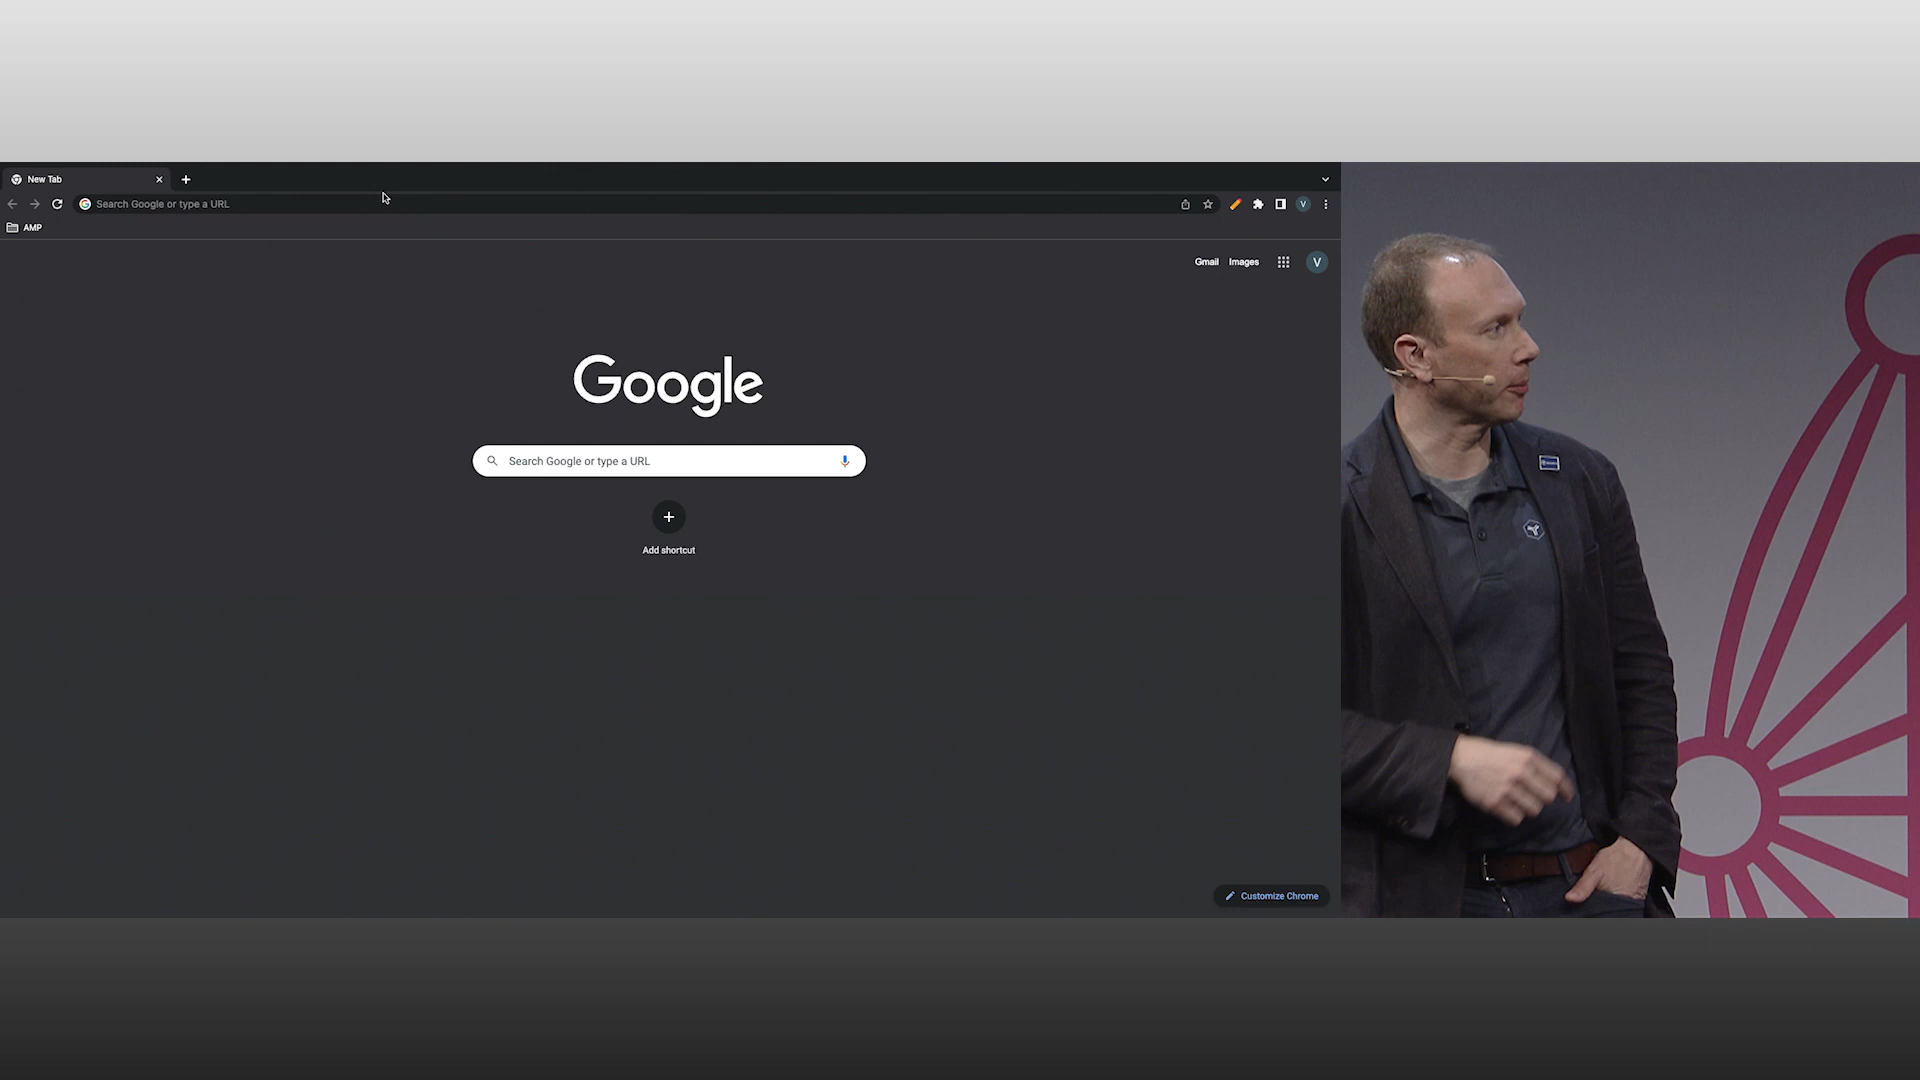 New Tab
Search Google or type a URL
V
AMP
Gmail Images
V
Google
Search Google or type a URL
Add shortcut
Customize Chrome